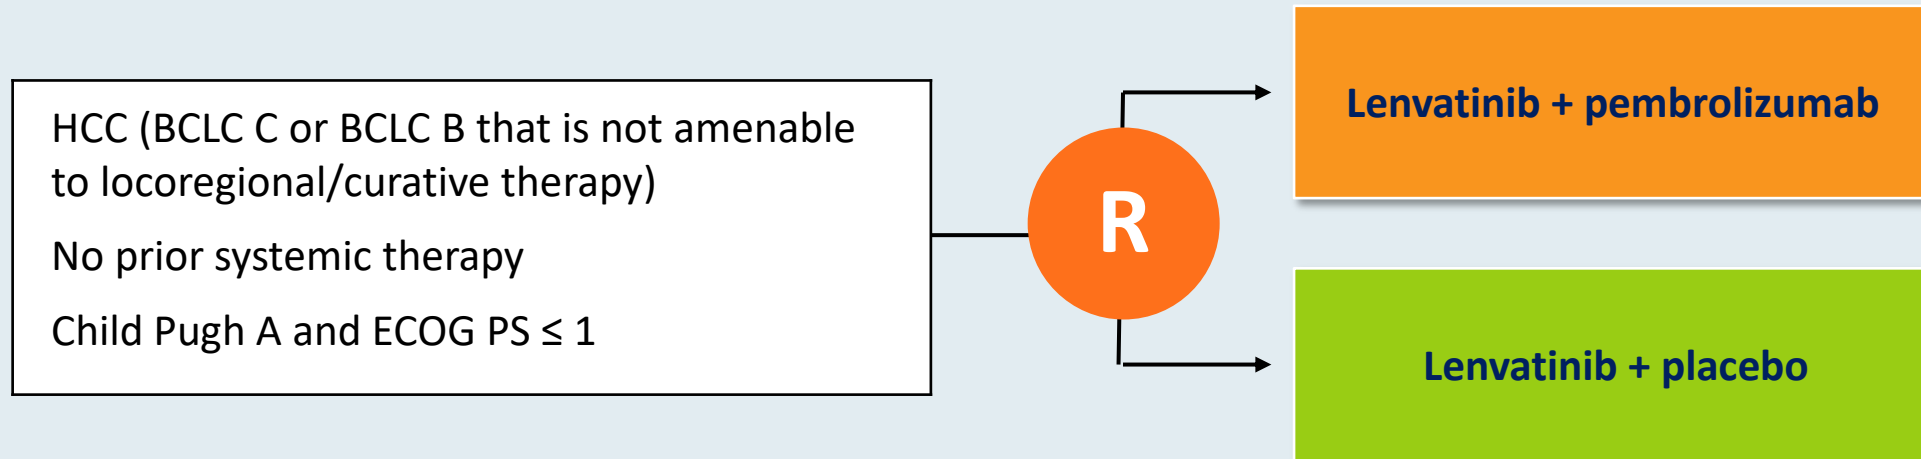 HCC (BCLC C or BCLC B that is not amenable
to locoregional/curative therapy)
No prior systemic therapy
Child Pugh A and ECOG PS ≤ 1
R
Lenvatinib + pembrolizumab
Lenvatinib + placebo